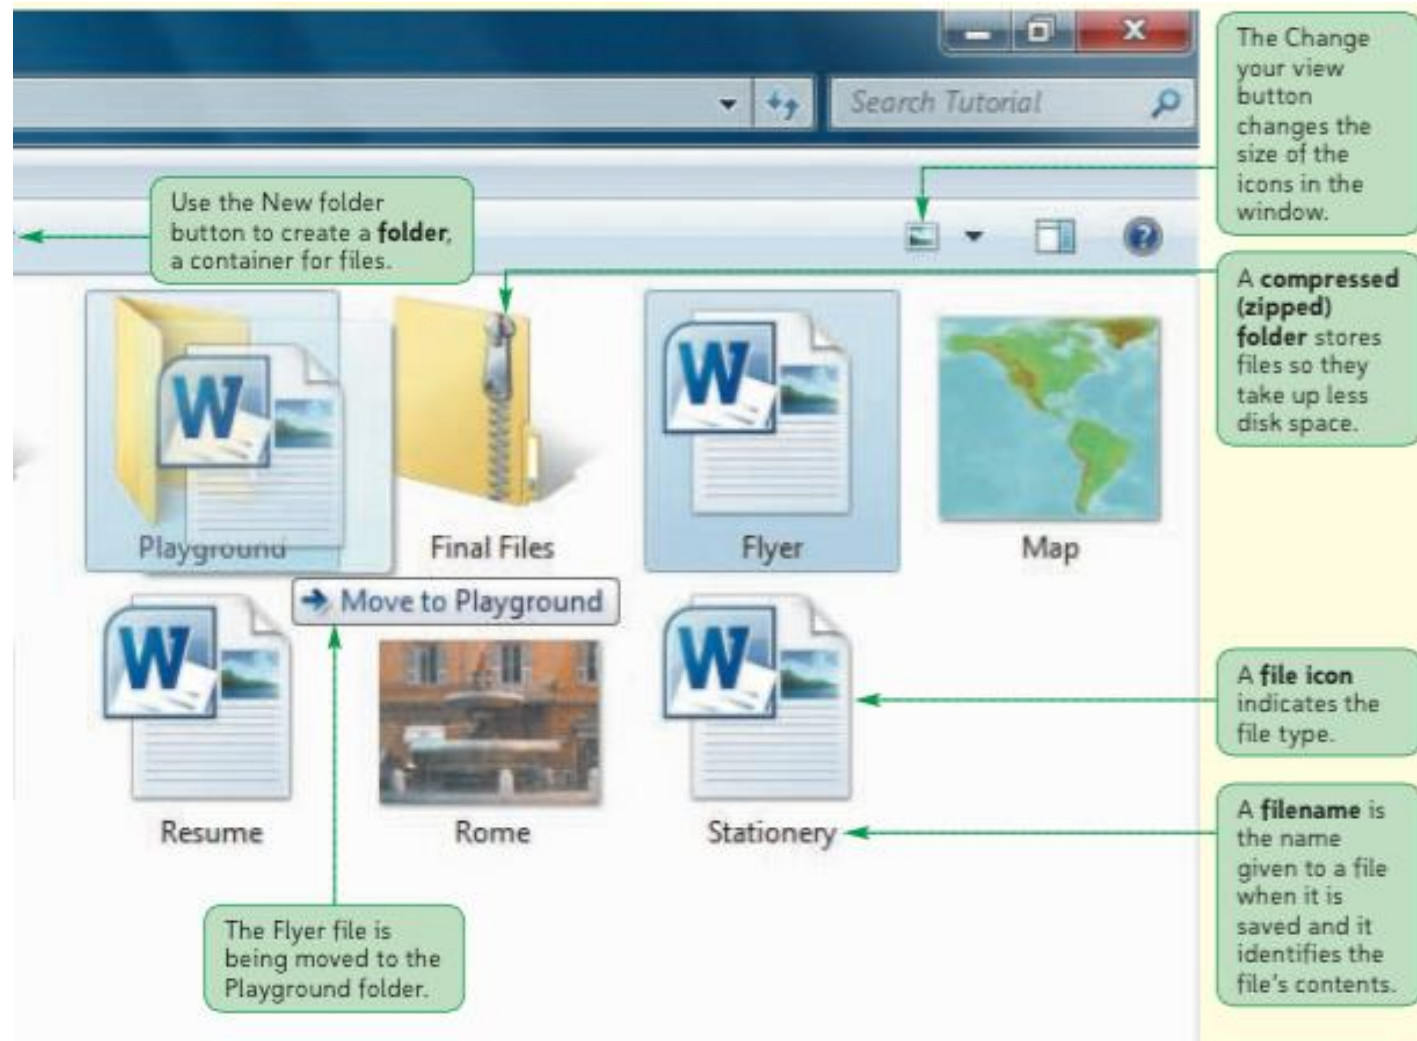 Search Tutorial
The Change
your view
button
changes the
size of the
icons in the
window.
Use the New folder
button to create a folder,
a container for files.
A compressed
(zipped)
folder stores
files so they
take up less
disk space.
W
W
Playground
Final Files
Flyer
Map
Move to Playground
W
W
Resume
Rome
Stationery
A file icon
indicates the
file type.
A filename is
the name
given to a file
when it is
saved and it
identifies the
file's contents.
The Flyer file is
being moved to the
Playground folder.